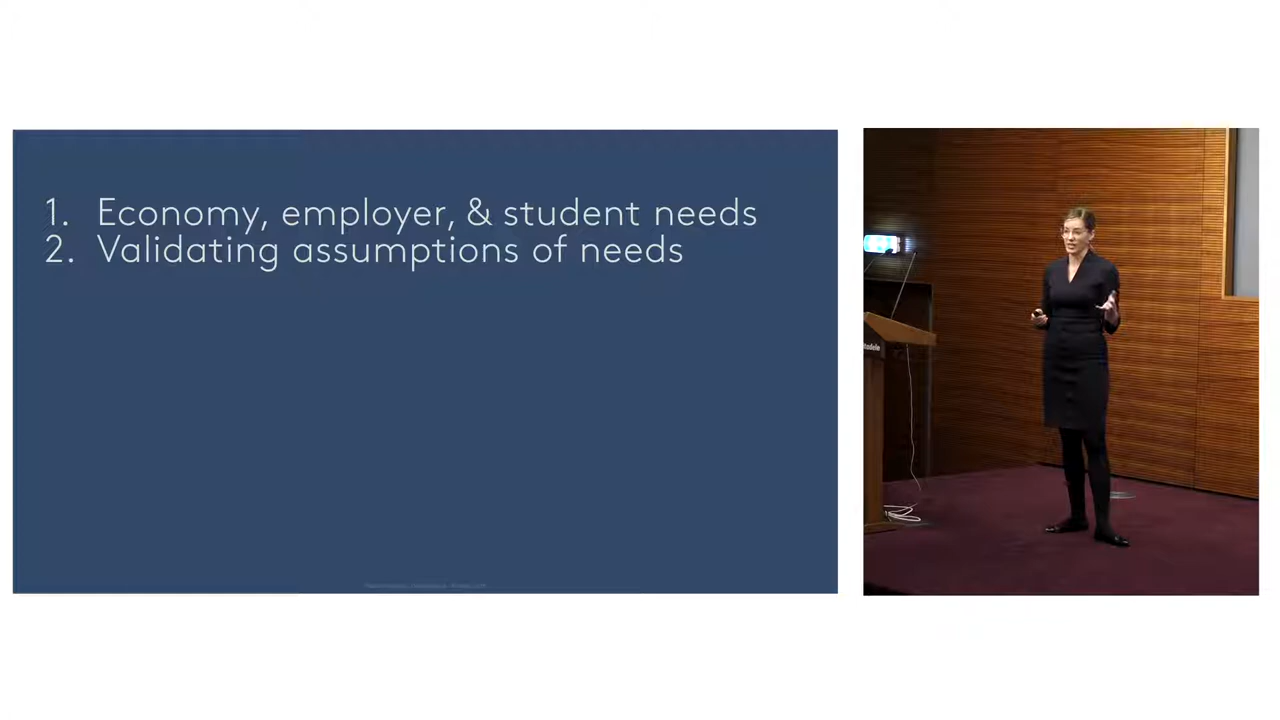 1. Economy, employer, & student needs
2. Validating assumptions of needs